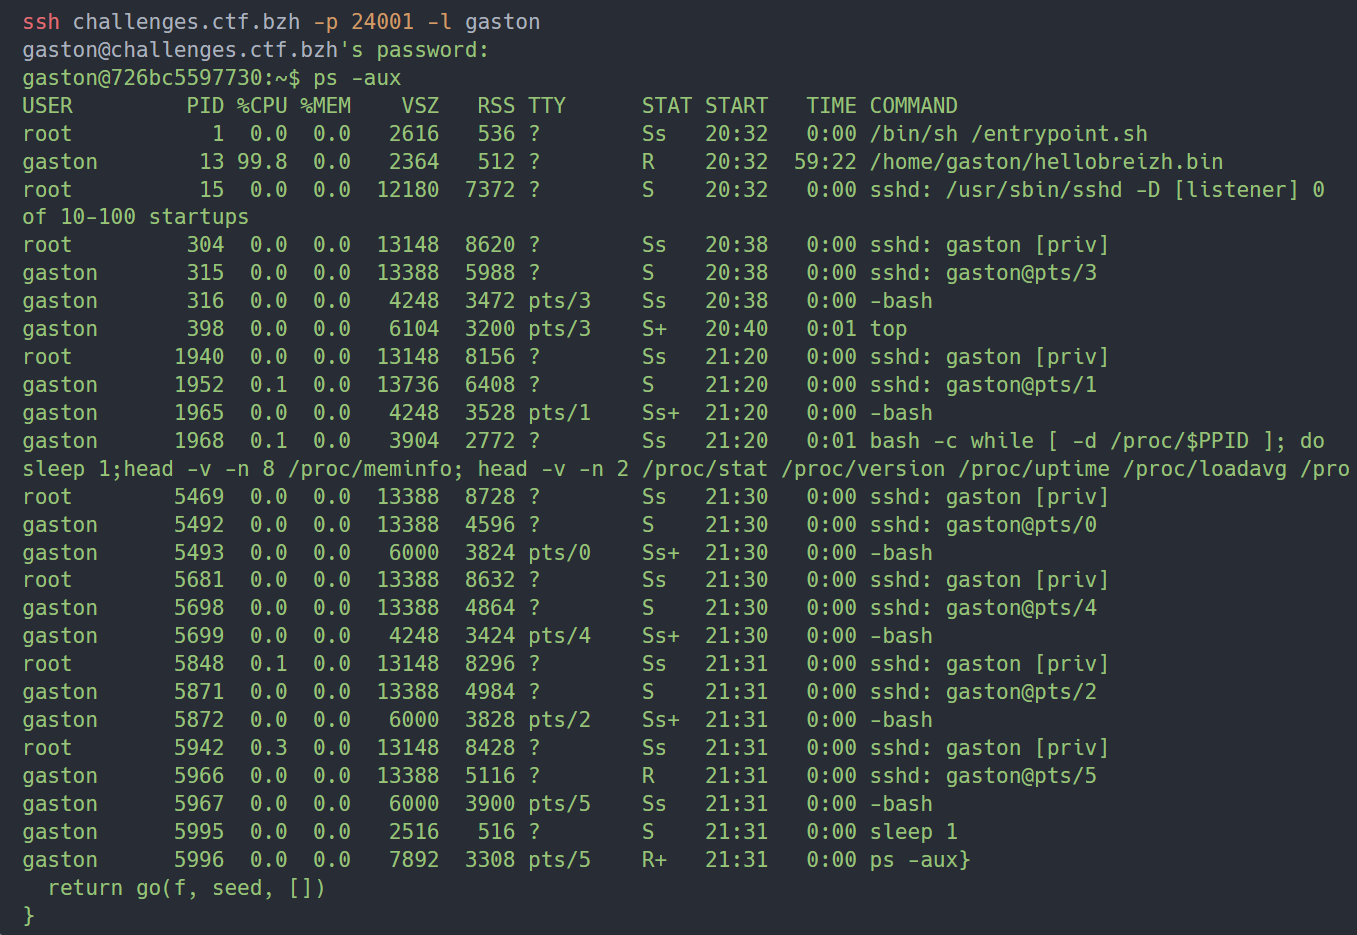 ssh challenges.ctf.bzh -p 24001 -l gaston
gaston@challenges.ctf.bzh's password:
gaston@726bc5597730:~$ ps -aux
USER         PID %CPU %MEM    VSZ   RSS TTY      STAT START   TIME COMMAND
root           1  0.0  0.0   2616   536 ?        Ss   20:32   0:00 /bin/sh /entrypoint.sh
gaston        13 99.8  0.0   2364   512 ?        R    20:32  59:22 /home/gaston/hellobreizh.bin
root          15  0.0  0.0  12180  7372 ?        S    20:32   0:00 sshd: /usr/sbin/sshd -D [listener] 0
of 10-100 startups
root         304  0.0  0.0  13148  8620 ?        Ss   20:38   0:00 sshd: gaston [priv]
gaston       315  0.0  0.0  13388  5988 ?        S    20:38   0:00 sshd: gaston@pts/3
gaston       316  0.0  0.0   4248  3472 pts/3    Ss   20:38   0:00 -bash
gaston       398  0.0  0.0   6104  3200 pts/3    S+   20:40   0:01 top
root        1940  0.0  0.0  13148  8156 ?        Ss   21:20   0:00 sshd: gaston [priv]
gaston      1952  0.1  0.0  13736  6408 ?        S    21:20   0:00 sshd: gaston@pts/1
gaston      1965  0.0  0.0   4248  3528 pts/1    Ss+  21:20   0:00 -bash
gaston      1968  0.1  0.0   3904  2772 ?        Ss   21:20   0:01 bash -c while [ -d /proc/$PPID ]; do
sleep 1;head -v -n 8 /proc/meminfo; head -v -n 2 /proc/stat /proc/version /proc/uptime /proc/loadavg /pro
root        5469  0.0  0.0  13388  8728 ?        Ss   21:30   0:00 sshd: gaston [priv]
gaston      5492  0.0  0.0  13388  4596 ?        S    21:30   0:00 sshd: gaston@pts/0
gaston      5493  0.0  0.0   6000  3824 pts/0    Ss+  21:30   0:00 -bash
root        5681  0.0  0.0  13388  8632 ?        Ss   21:30   0:00 sshd: gaston [priv]
gaston      5698  0.0  0.0  13388  4864 ?        S    21:30   0:00 sshd: gaston@pts/4
gaston      5699  0.0  0.0   4248  3424 pts/4    Ss+  21:30   0:00 -bash
root        5848  0.1  0.0  13148  8296 ?        Ss   21:31   0:00 sshd: gaston [priv]
gaston      5871  0.0  0.0  13388  4984 ?        S    21:31   0:00 sshd: gaston@pts/2
gaston      5872  0.0  0.0   6000  3828 pts/2    Ss+  21:31   0:00 -bash
root        5942  0.3  0.0  13148  8428 ?        Ss   21:31   0:00 sshd: gaston [priv]
gaston      5966  0.0  0.0  13388  5116 ?        R    21:31   0:00 sshd: gaston@pts/5
gaston      5967  0.0  0.0   6000  3900 pts/5    Ss   21:31   0:00 -bash
gaston      5995  0.0  0.0   2516   516 ?        S    21:31   0:00 sleep 1
gaston      5996  0.0  0.0   7892  3308 pts/5    R+   21:31   0:00 ps -aux}
  return go(f, seed, [])
}